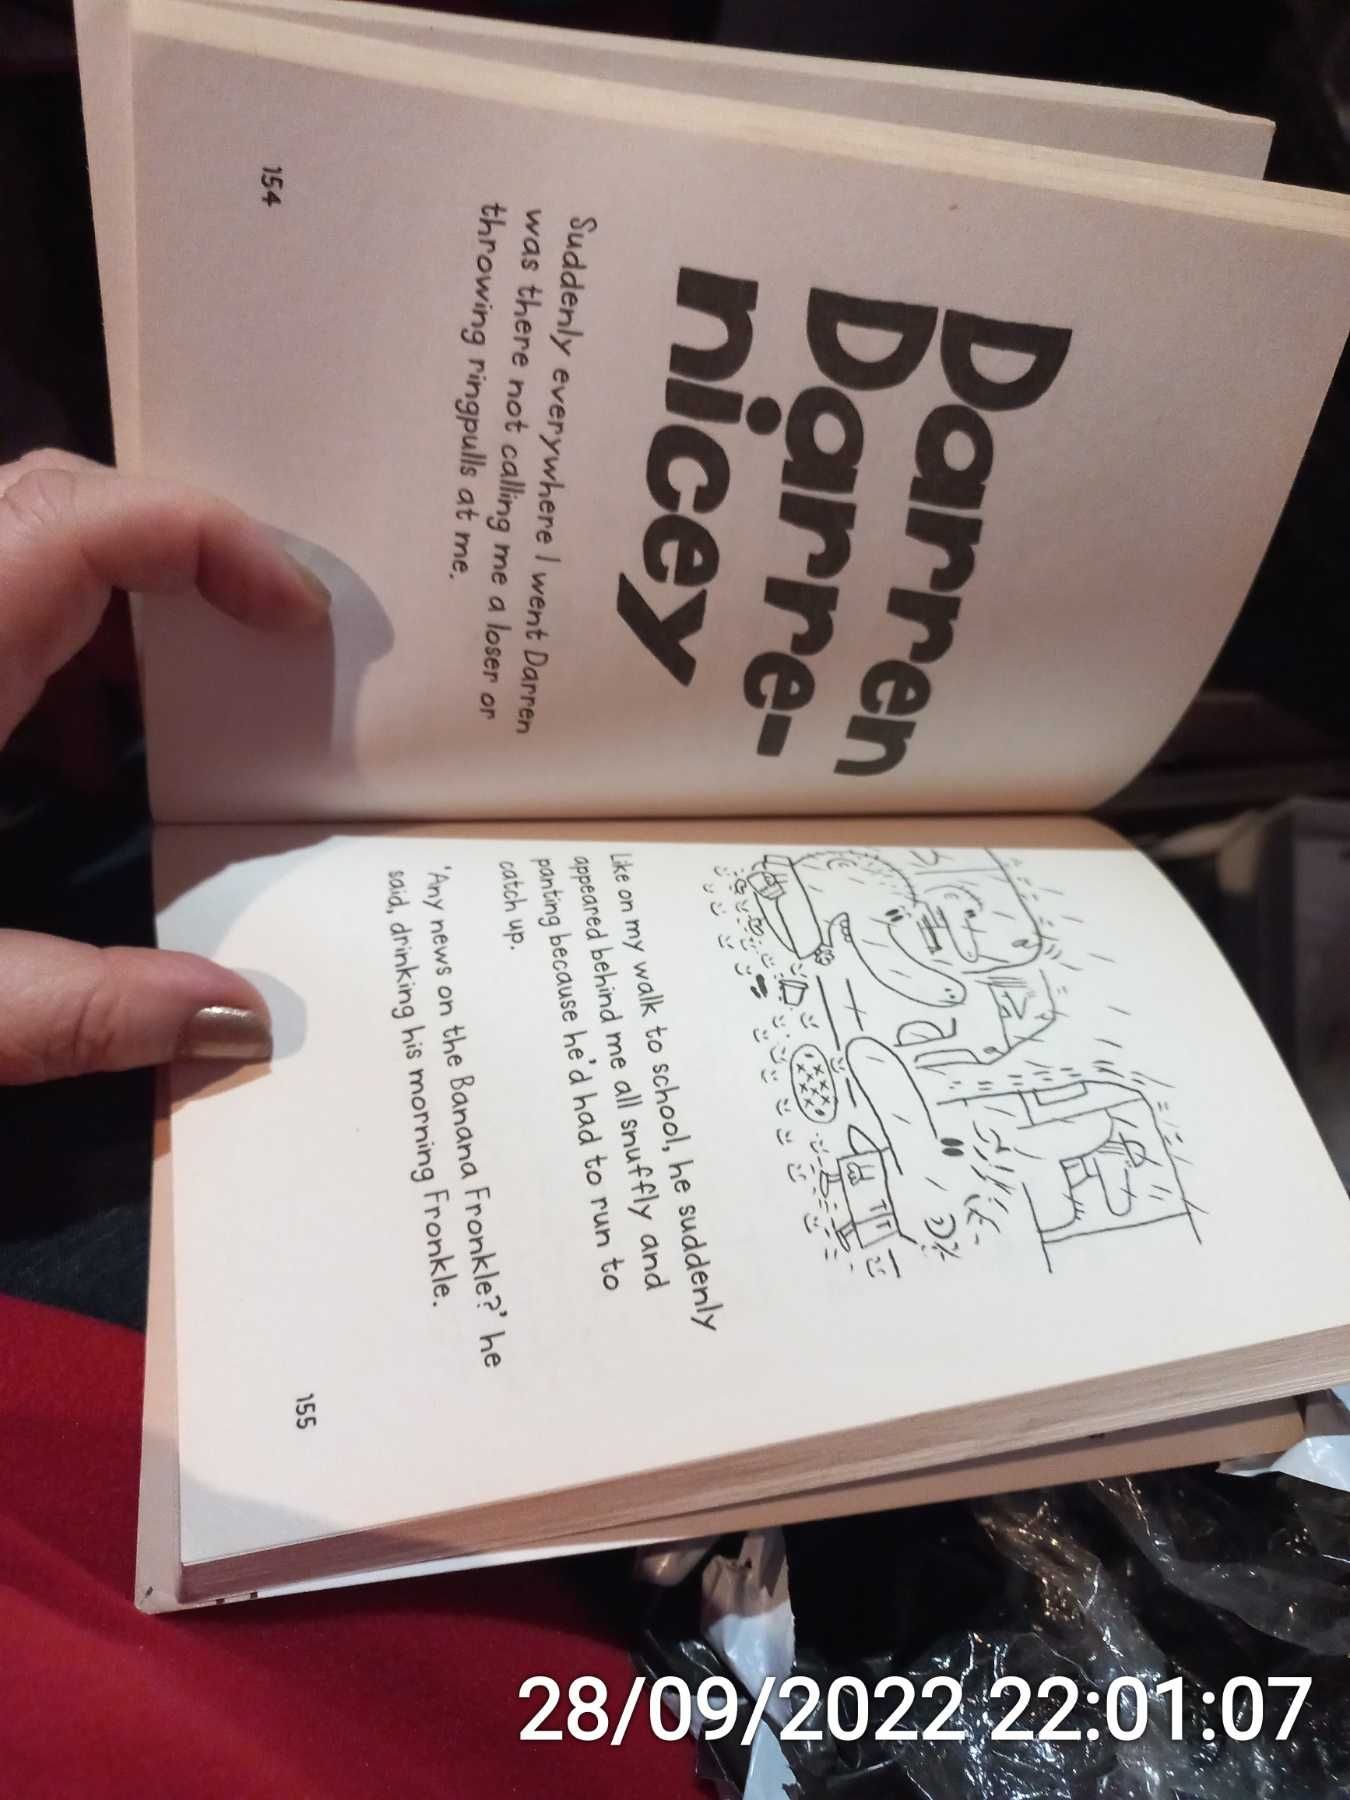 Darren
Darre-
nicey
Suddenly everywhere I went Darren
was there not calling me a loser or
throwing ringpulls at me.
154
Like on my walk to school, he suddenly
appeared behind me all snuffly and
panting because he'd had to run to
catch up.
'Any news on the Banana Fronkle?' he
said, drinking his morning Fronkle.
155
28/09/2022 22:01:07